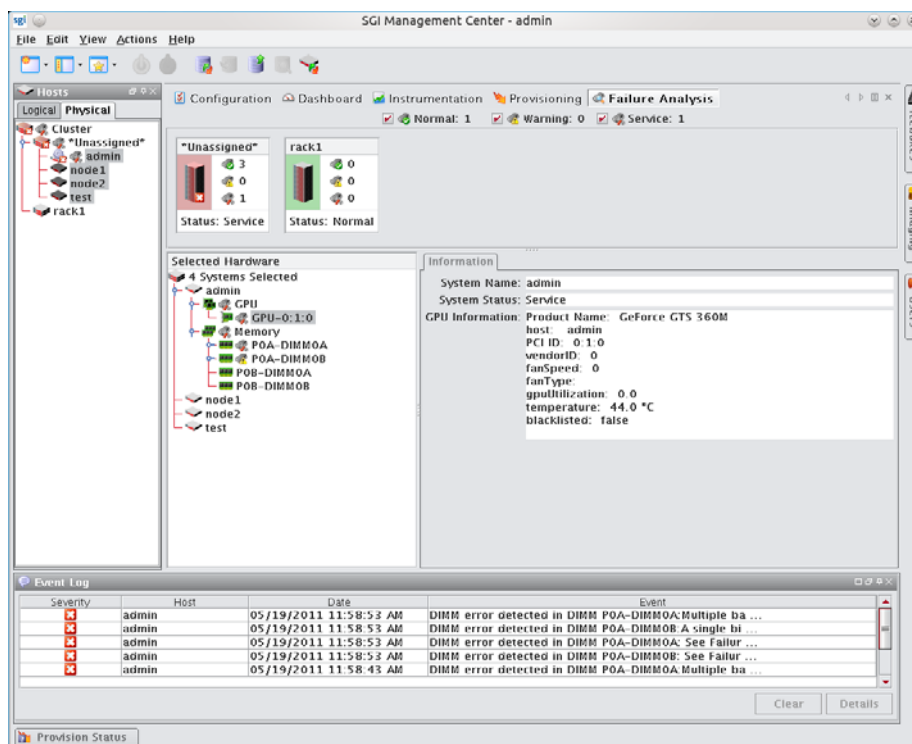 sgi
SGI Management Center - admin
File Edit View Actions Help
Hosts
Logical Physical
Cluster
*Unassigned*
admin
node1
node2
test
rack1
Configuration Dashboard Instrumentation Provisioning Failure Analysis
Normal: 1 Warning: 0 Service: 1
*Unassigned*
3
0
1
Status: Service
rack1
0
0
0
Status: Normal
Selected Hardware
4 Systems Selected
admin
GPU
GPU-0:1:0
Memory
P0A-DIMM0A
P0A-DIMM0B
P0B-DIMM0A
P0B-DIMM0B
node1
node2
test
Information
System Name: admin
System Status: Service
GPU Information: Product Name: GeForce GTS 360M
host: admin
PCI ID: 0:1:0
vendorID: 0
fanSpeed: 0
fanType:
gpuUtilization: 0.0
temperature: 44.0 °C
blacklisted: false
Event Log
Severity Host Date Event
admin 05/19/2011 11:58:53 AM DIMM error detected in DIMM P0A-DIMM0A:Multiple ba ...
admin 05/19/2011 11:58:53 AM DIMM error detected in DIMM P0A-DIMM0B:A single bi ...
admin 05/19/2011 11:58:53 AM DIMM error detected in DIMM P0A-DIMM0A: See Failur ...
admin 05/19/2011 11:58:53 AM DIMM error detected in DIMM P0A-DIMM0B: See Failur ...
admin 05/19/2011 11:58:43 AM DIMM error detected in DIMM P0A-DIMM0A:Multiple ba ...
Clear Details
Provision Status